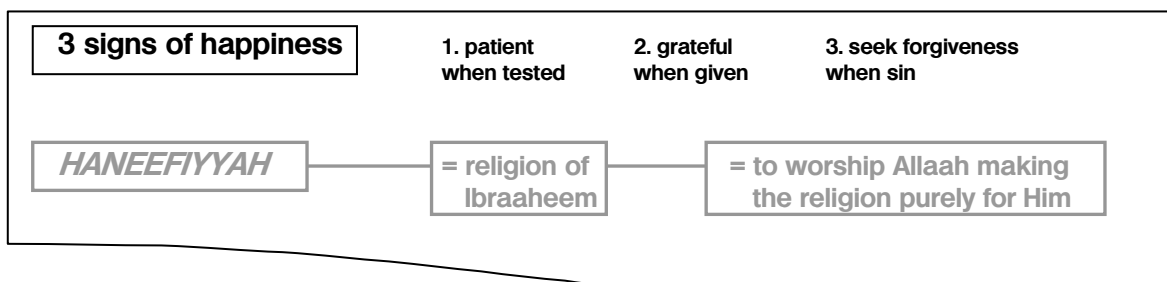 3 signs of happiness
1. patient
when tested
2. grateful
when given
3. seek forgiveness
when sin
HANEEFIYYAH
= religion of
Ibraaheem
= to worship Allaah making
the religion purely for Him